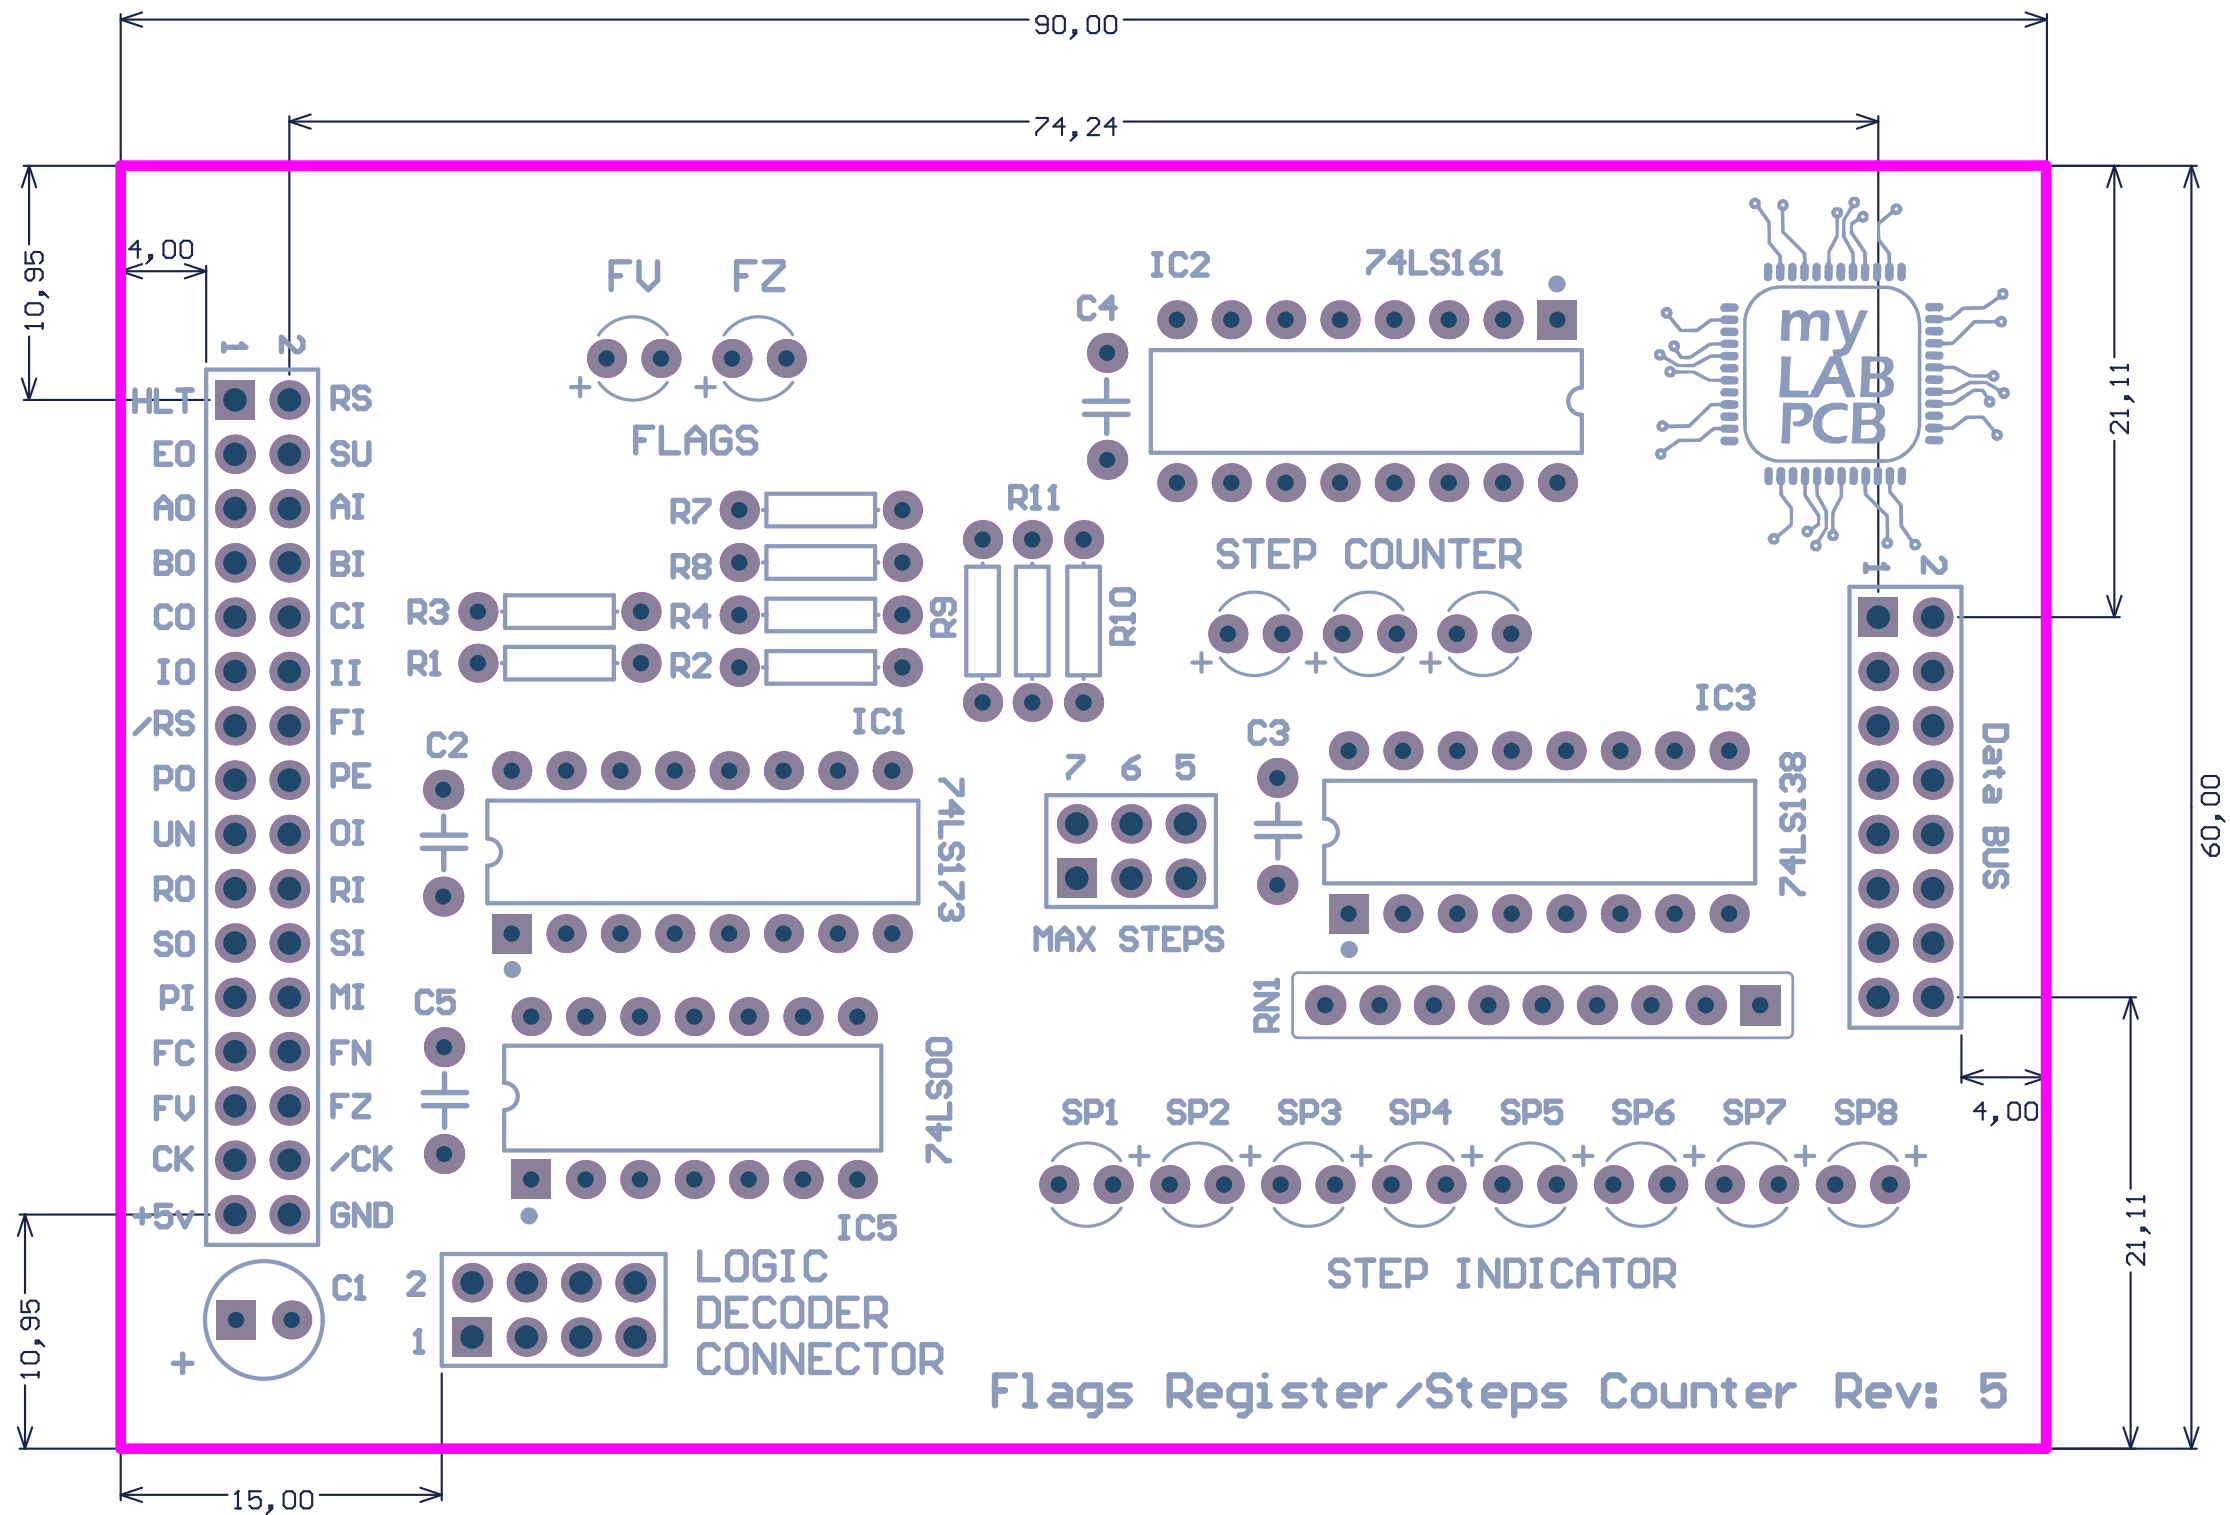 90,00
74,24
10,95
4,00
21,11
60,00
FV FZ
FLAGS
IC2 74LS161
C4
my
LAB
PCB
1 2
HLT RS
EO SU
AO AI
BO BI
CO CI
IO II
/RS FI
PO PE
UN OI
RO RI
SO SI
PI MI
FC FN
FV FZ
CK /CK
+5v GND
R7
R8
R3 R4
R1 R2
R11
R9
R10
STEP COUNTER
+ + +
1 2
Data BUS
IC1
C2
74LS173
7 6 5
MAX STEPS
C3
IC3
74LS138
RN1
C5
74LS00
IC5
SP1 SP2 SP3 SP4 SP5 SP6 SP7 SP8
+ + + + + + + +
STEP INDICATOR
4,00
21,11
C1
+
2
1
LOGIC
DECODER
CONNECTOR
10,95
Flags Register/Steps Counter Rev: 5
15,00